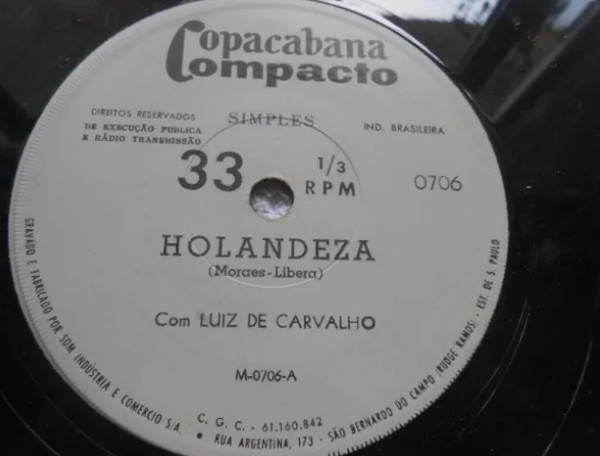 Copacabana
Compacto
DIREITOS RESERVADOS
DE EXECUÇÃO PUBLICA
E RÁDIO TRANSMISSÃO
SIMPLES
IND. BRASILEIRA
33 1/3
RPM
0706
HOLANDEZA
(Moraes - Libera)
Com LUIZ DE CARVALHO
M-0706-A
C. G. C. - 61.160.842
GRAVADO E FABRICADO POR SOM INDÚSTRIA E COMÉRCIO S/A. • RUA ARGENTINA, 173 - SÃO BERNARDO DO CAMPO (RUDGE RAMOS) - EST. DE S. PAULO